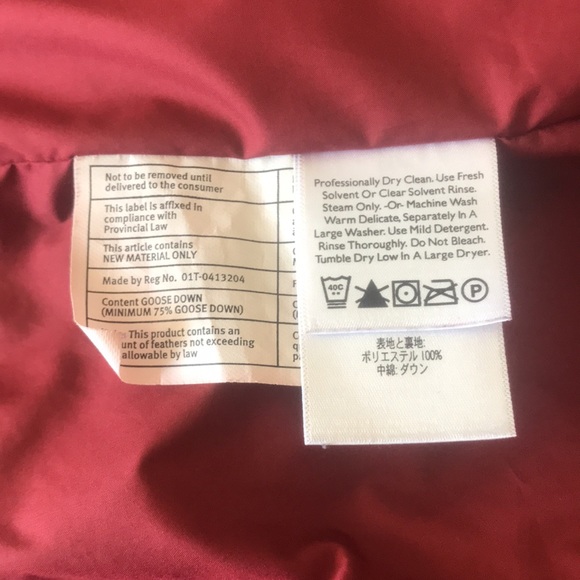 Not to be removed until
delivered to the consumer
This label is affixed in
compliance with
Provincial Law
This article contains
NEW MATERIAL ONLY
Made by Reg No. 01T-0413204
Content GOOSE DOWN
(MINIMUM 75% GOOSE DOWN)
This product contains an
unt of feathers not exceeding
allowable by law
Professionally Dry Clean. Use Fresh
Solvent Or Clear Solvent Rinse.
Steam Only. -Or- Machine Wash
Warm Delicate, Separately In A
Large Washer. Use Mild Detergent.
Rinse Thoroughly. Do Not Bleach.
Tumble Dry Low In A Large Dryer.
40C
P
表地と裏地:
ポリエステル 100%
中綿: ダウン